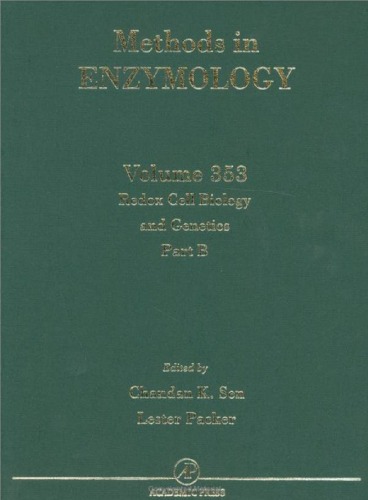 Methods in
ENZYMOLOGY
Volume 353
Redox Cell Biology
and Genetics
Part B
Edited by
Chandan K. Sen
Lester Packer
AP
ACADEMIC PRESS